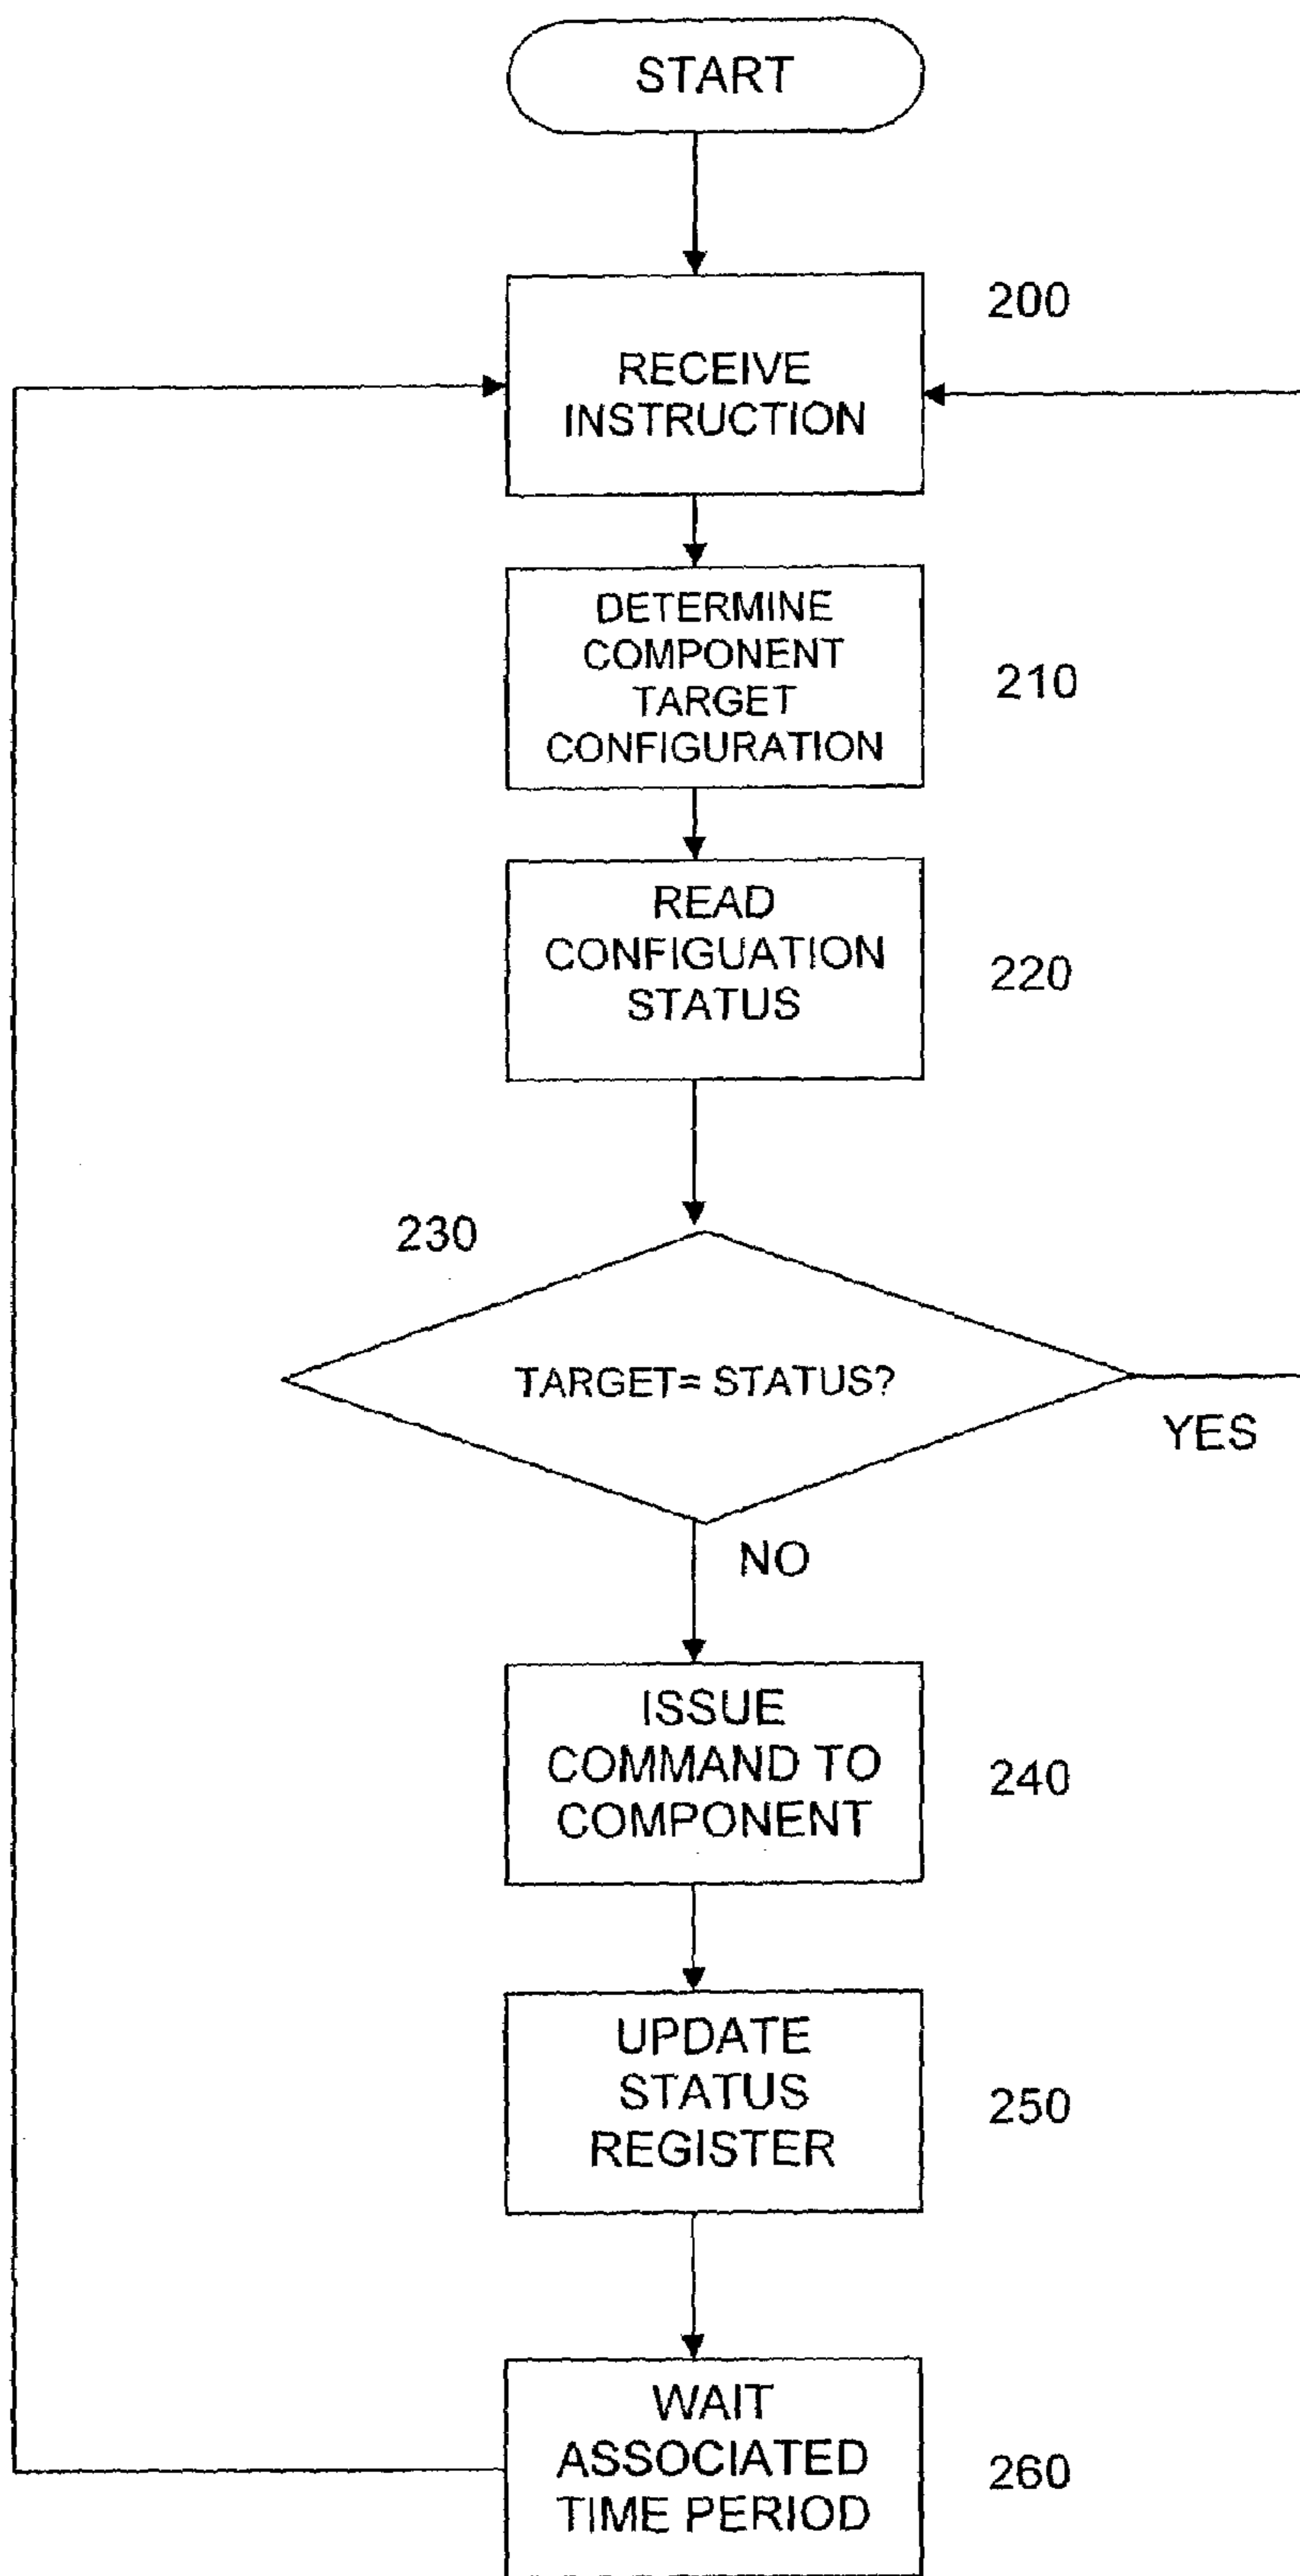 START
200
RECEIVE
INSTRUCTION
DETERMINE
COMPONENT
TARGET
CONFIGURATION
210
READ
CONFIGUATION
STATUS
220
230
TARGET= STATUS?
YES
NO
ISSUE
COMMAND TO
COMPONENT
240
UPDATE
STATUS
REGISTER
250
WAIT
ASSOCIATED
TIME PERIOD
260